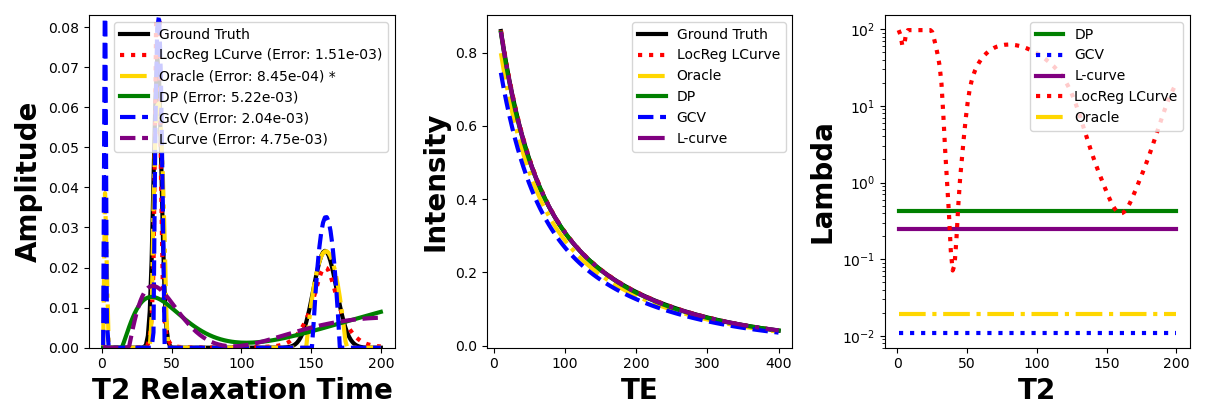 Amplitude
0.08
0.07
0.06
0.05
0.04
0.03
0.02
0.01
0.00
Ground Truth
LocReg LCurve (Error: 1.51e-03)
Oracle (Error: 8.45e-04) *
DP (Error: 5.22e-03)
GCV (Error: 2.04e-03)
LCurve (Error: 4.75e-03)
0 50 100 150 200
T2 Relaxation Time
Intensity
0.8
0.6
0.4
0.2
0.0
Ground Truth
LocReg LCurve
Oracle
DP
GCV
L-curve
0 100 200 300 400
TE
Lambda
10²
10¹
10⁰
10⁻¹
10⁻²
DP
GCV
L-curve
LocReg LCurve
Oracle
0 50 100 150 200
T2